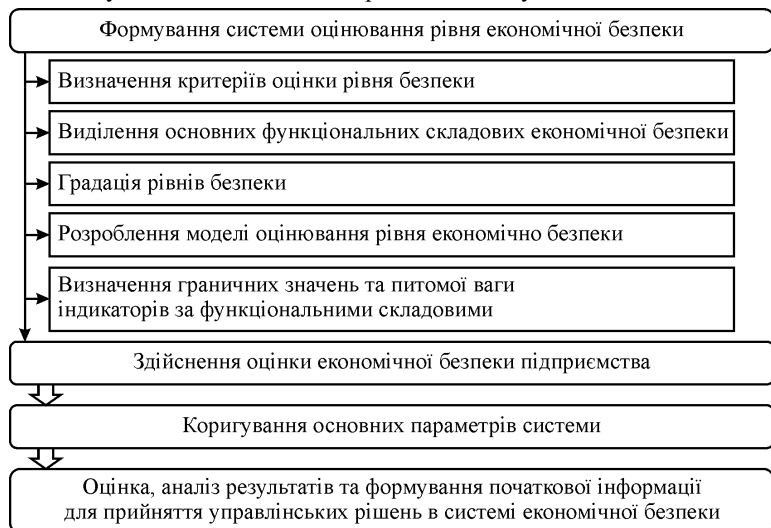 Формування системи оцінювання рівня економічної безпеки
Визначення критеріїв оцінки рівня безпеки
Виділення основних функціональних складових економічної безпеки
Градація рівнів безпеки
Розроблення моделі оцінювання рівня економічно безпеки
Визначення граничних значень та питомої ваги
індикаторів за функціональними складовими
Здійснення оцінки економічної безпеки підприємства
Коригування основних параметрів системи
Оцінка, аналіз результатів та формування початкової інформації
для прийняття управлінських рішень в системі економічної безпеки